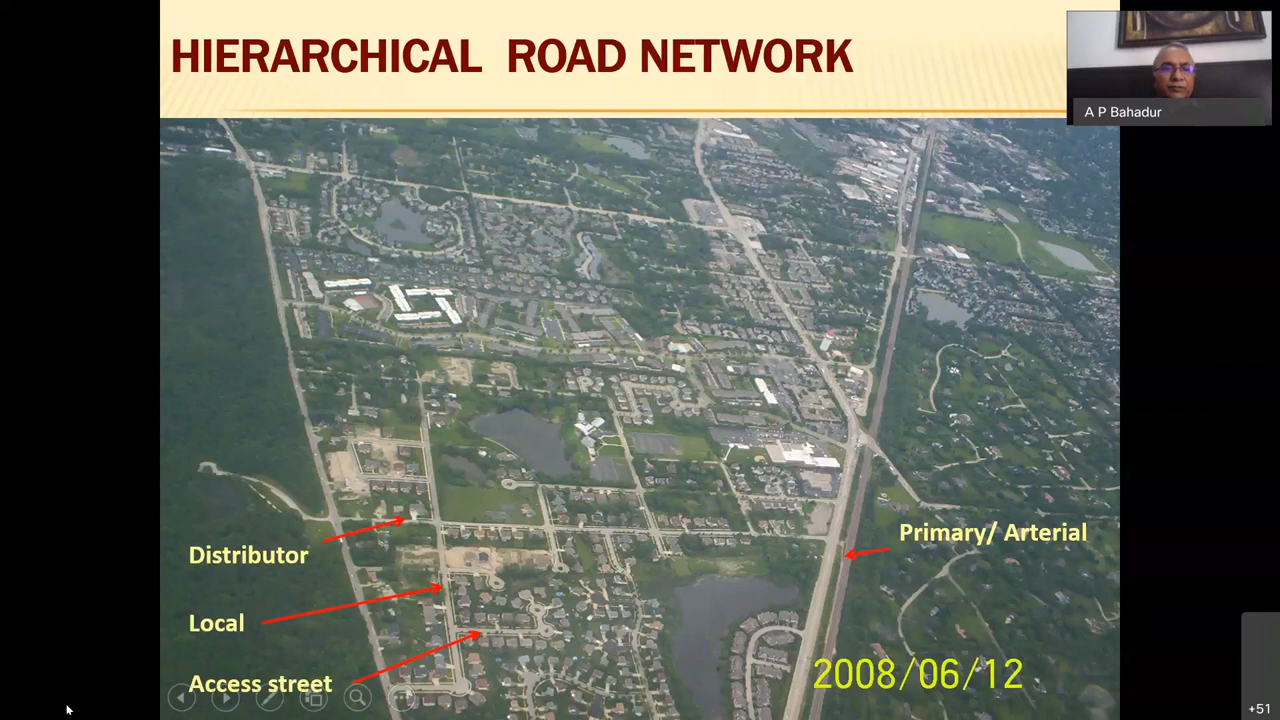 HIERARCHICAL ROAD NETWORK
A P Bahadur
Primary/ Arterial
Distributor
Local
Access street
2008/06/12
+51